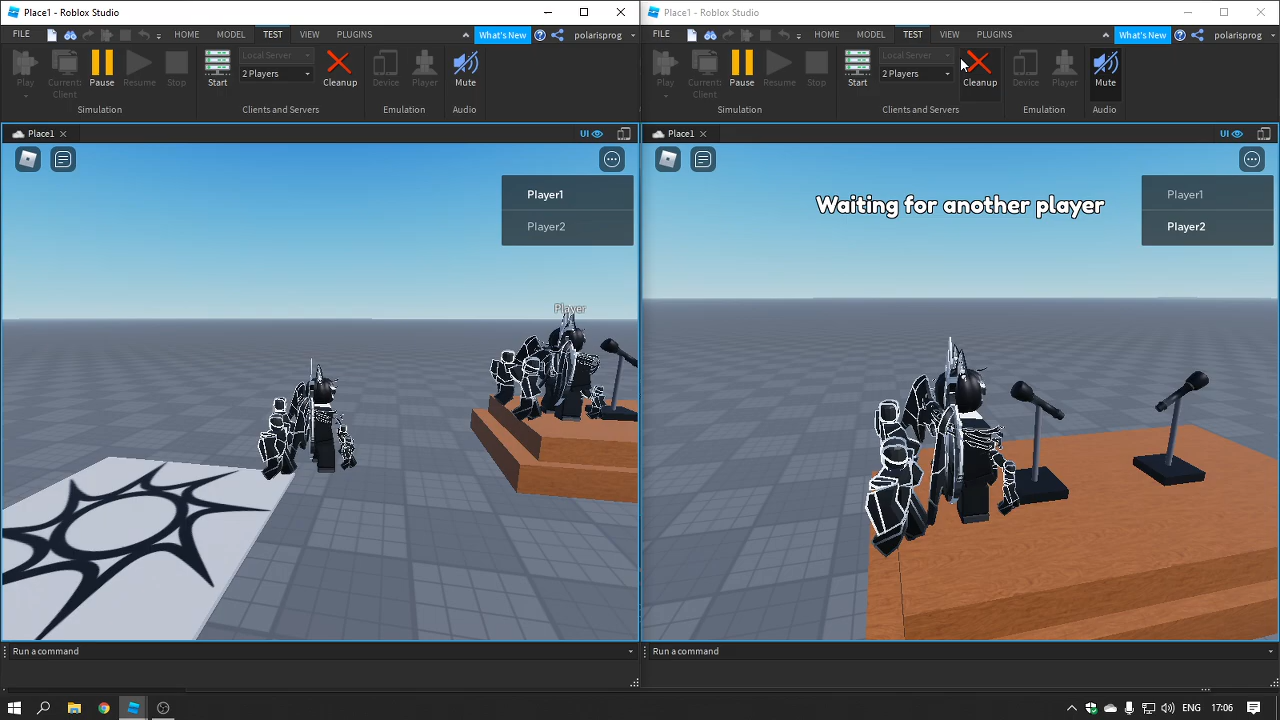 Place1 - Roblox Studio
FILE HOME MODEL TEST VIEW PLUGINS What's New polarisprog
Play Current: Client Pause Resume Stop Start Local Server 2 Players Cleanup Device Player Mute
Simulation Clients and Servers Emulation Audio
Place1 UI
Player1
Player2
Player
Run a command
Place1 - Roblox Studio
FILE HOME MODEL TEST VIEW PLUGINS What's New polarisprog
Play Current: Client Pause Resume Stop Start Local Server 2 Players Cleanup Device Player Mute
Simulation Clients and Servers Emulation Audio
Place1 UI
Waiting for another player
Player1
Player2
Run a command
ENG 17:06